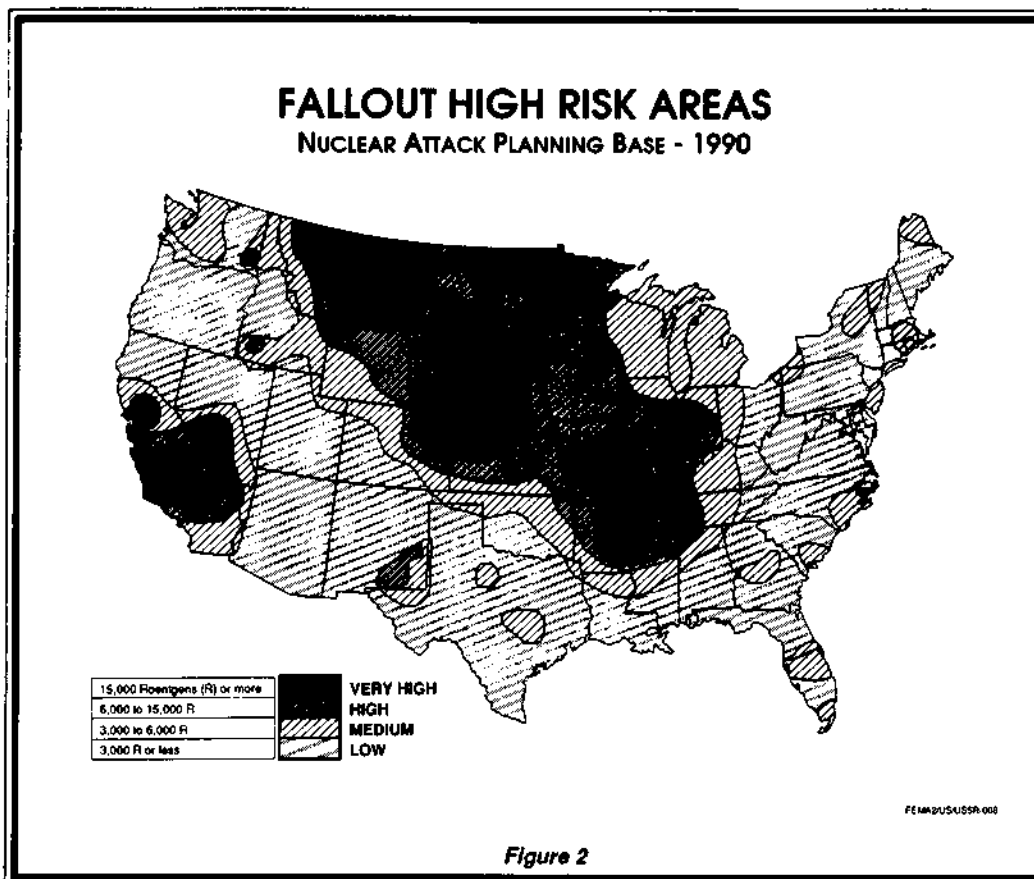 FALLOUT HIGH RISK AREAS
NUCLEAR ATTACK PLANNING BASE - 1990
15,000 Roentgens (R) or more
VERY HIGH
6,000 to 15,000 R
HIGH
3,000 to 6,000 R
MEDIUM
3,000 R or less
LOW
Figure 2